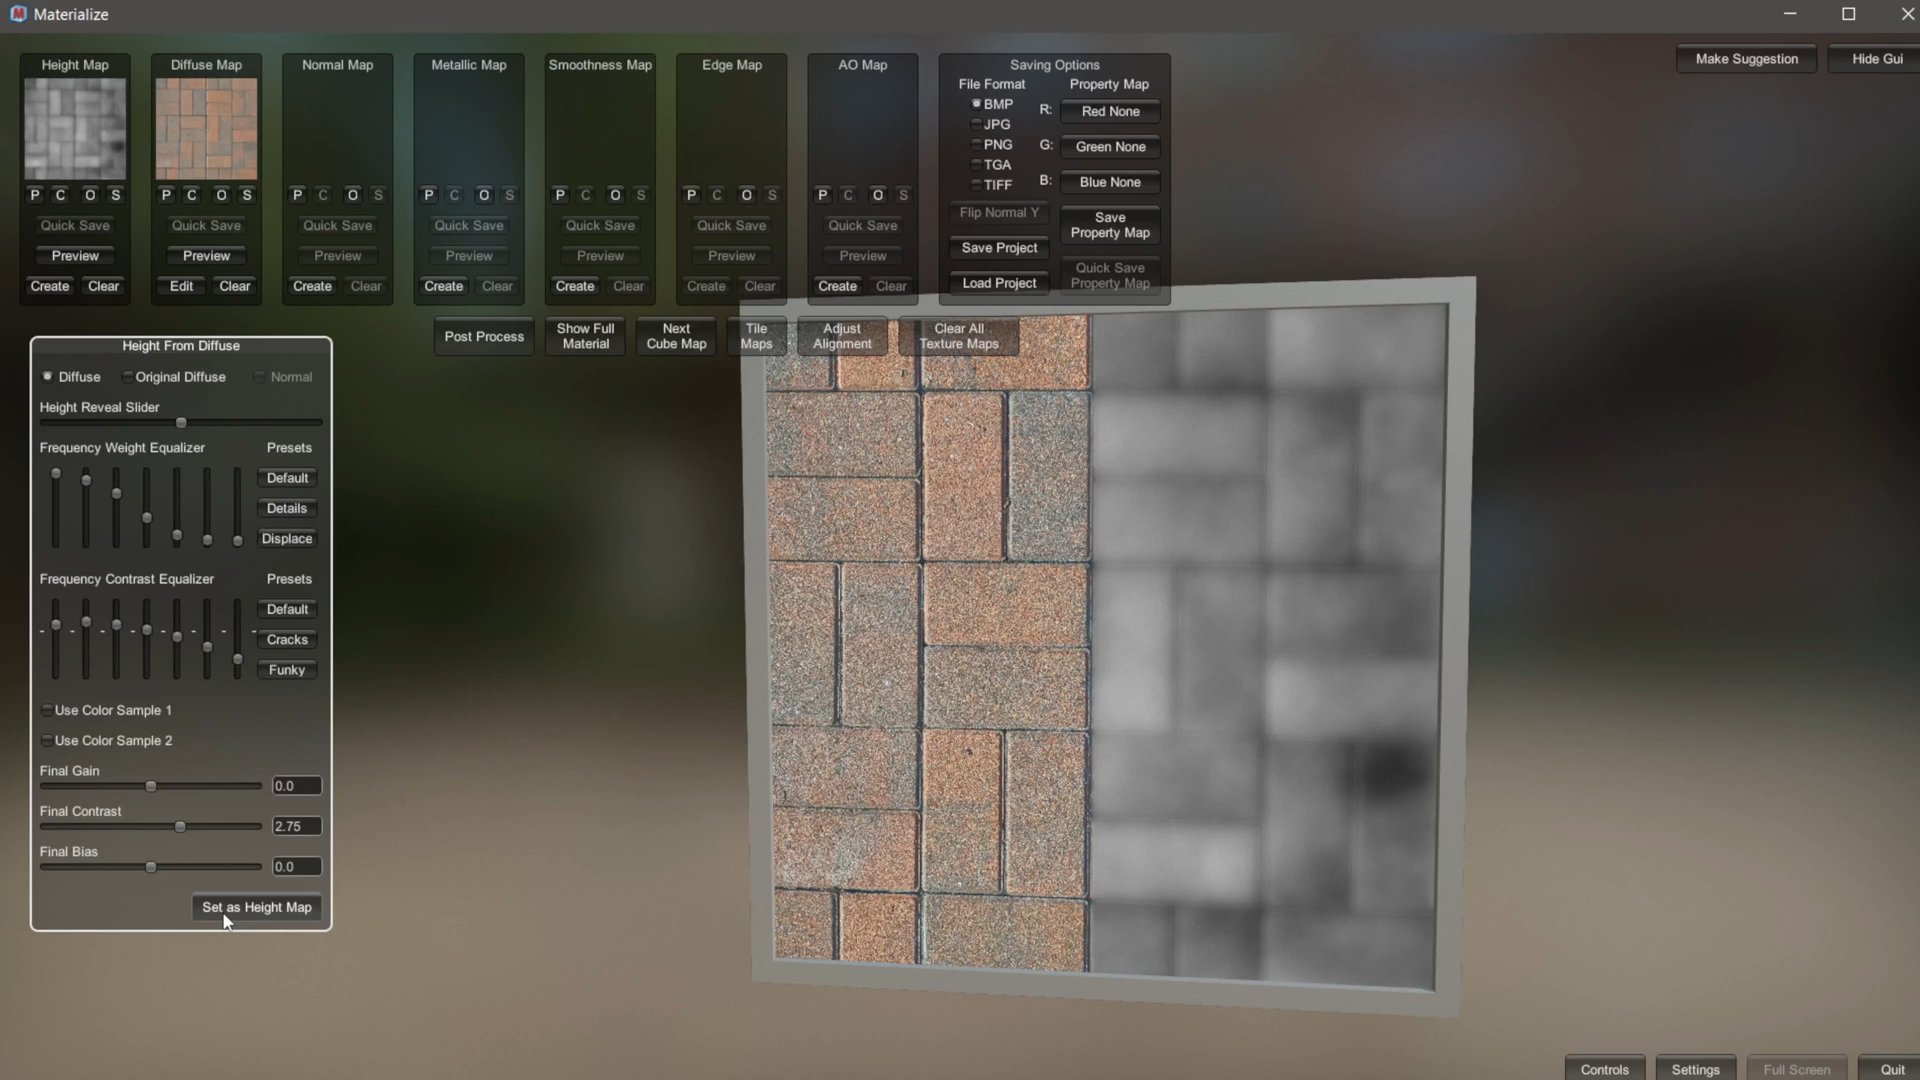 Materialize
Make Suggestion
Hide Gui
Height Map
Diffuse Map
Normal Map
Metallic Map
Smoothness Map
Edge Map
AO Map
Saving Options
File Format
Property Map
BMP
R:
Red None
JPG
PNG
G:
Green None
TGA
TIFF
B:
Blue None
P C O S
P C O S
P C O S
P C O S
P C O S
P C O S
P C O S
Flip Normal Y
Save
Property Map
Quick Save
Quick Save
Quick Save
Quick Save
Quick Save
Quick Save
Quick Save
Save Project
Preview
Preview
Preview
Preview
Preview
Preview
Preview
Quick Save
Property Map
Load Project
Create Clear
Edit Clear
Create Clear
Create Clear
Create Clear
Create Clear
Create Clear
Post Process
Show Full
Material
Next
Cube Map
Tile
Maps
Adjust
Alignment
Clear All
Texture Maps
Height From Diffuse
Diffuse
Original Diffuse
Normal
Height Reveal Slider
Frequency Weight Equalizer
Presets
Default
Details
Displace
Frequency Contrast Equalizer
Presets
Default
Cracks
Funky
Use Color Sample 1
Use Color Sample 2
Final Gain
0.0
Final Contrast
2.75
Final Bias
0.0
Set as Height Map
Controls
Settings
Full Screen
Quit